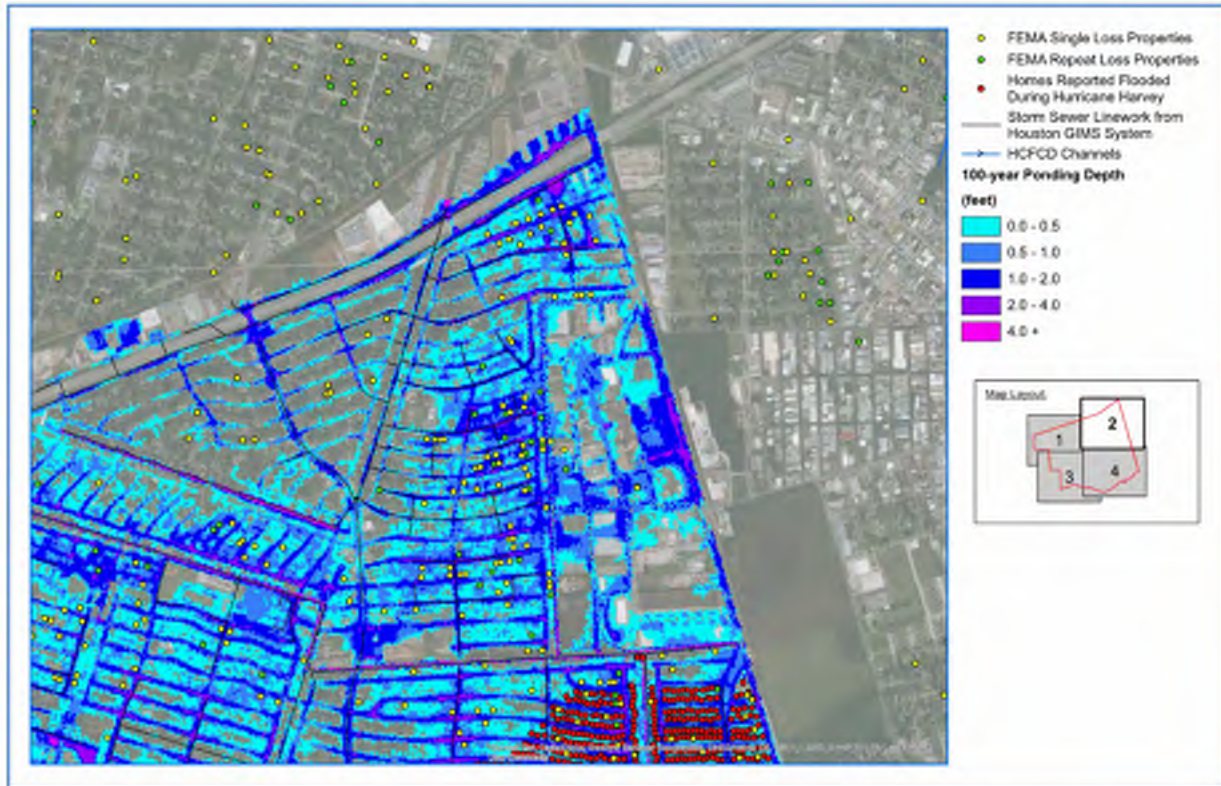 FEMA Single Loss Properties
FEMA Repeat Loss Properties
Homes Reported Flooded
During Hurricane Harvey
Storm Sewer Linework from
Houston GIMS System
HCFCD Channels
100-year Ponding Depth
(feet)
0.0 - 0.5
0.5 - 1.0
1.0 - 2.0
2.0 - 4.0
4.0 +
Map Layout
1
2
3
4